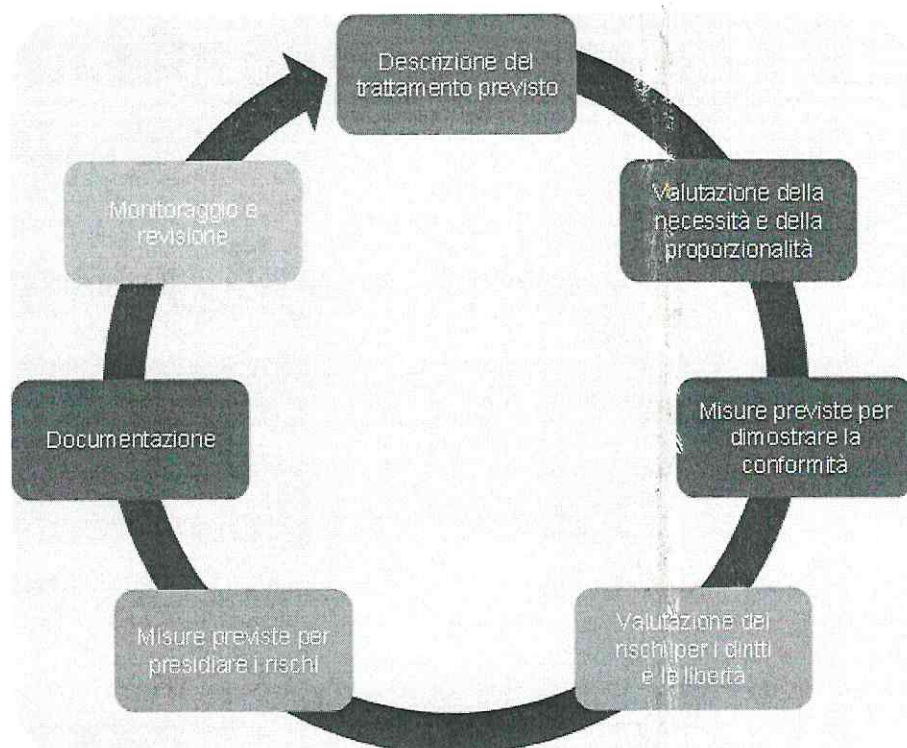 Descrizione del
trattamento previsto
Valutazione della
necessità e della
proporzionalità
Misure previste per
dimostrare la
conformità
Valutazione dei
rischi per i diritti
e le libertà
Misure previste per
presidiare i rischi
Documentazione
Monitoraggio e
revisione